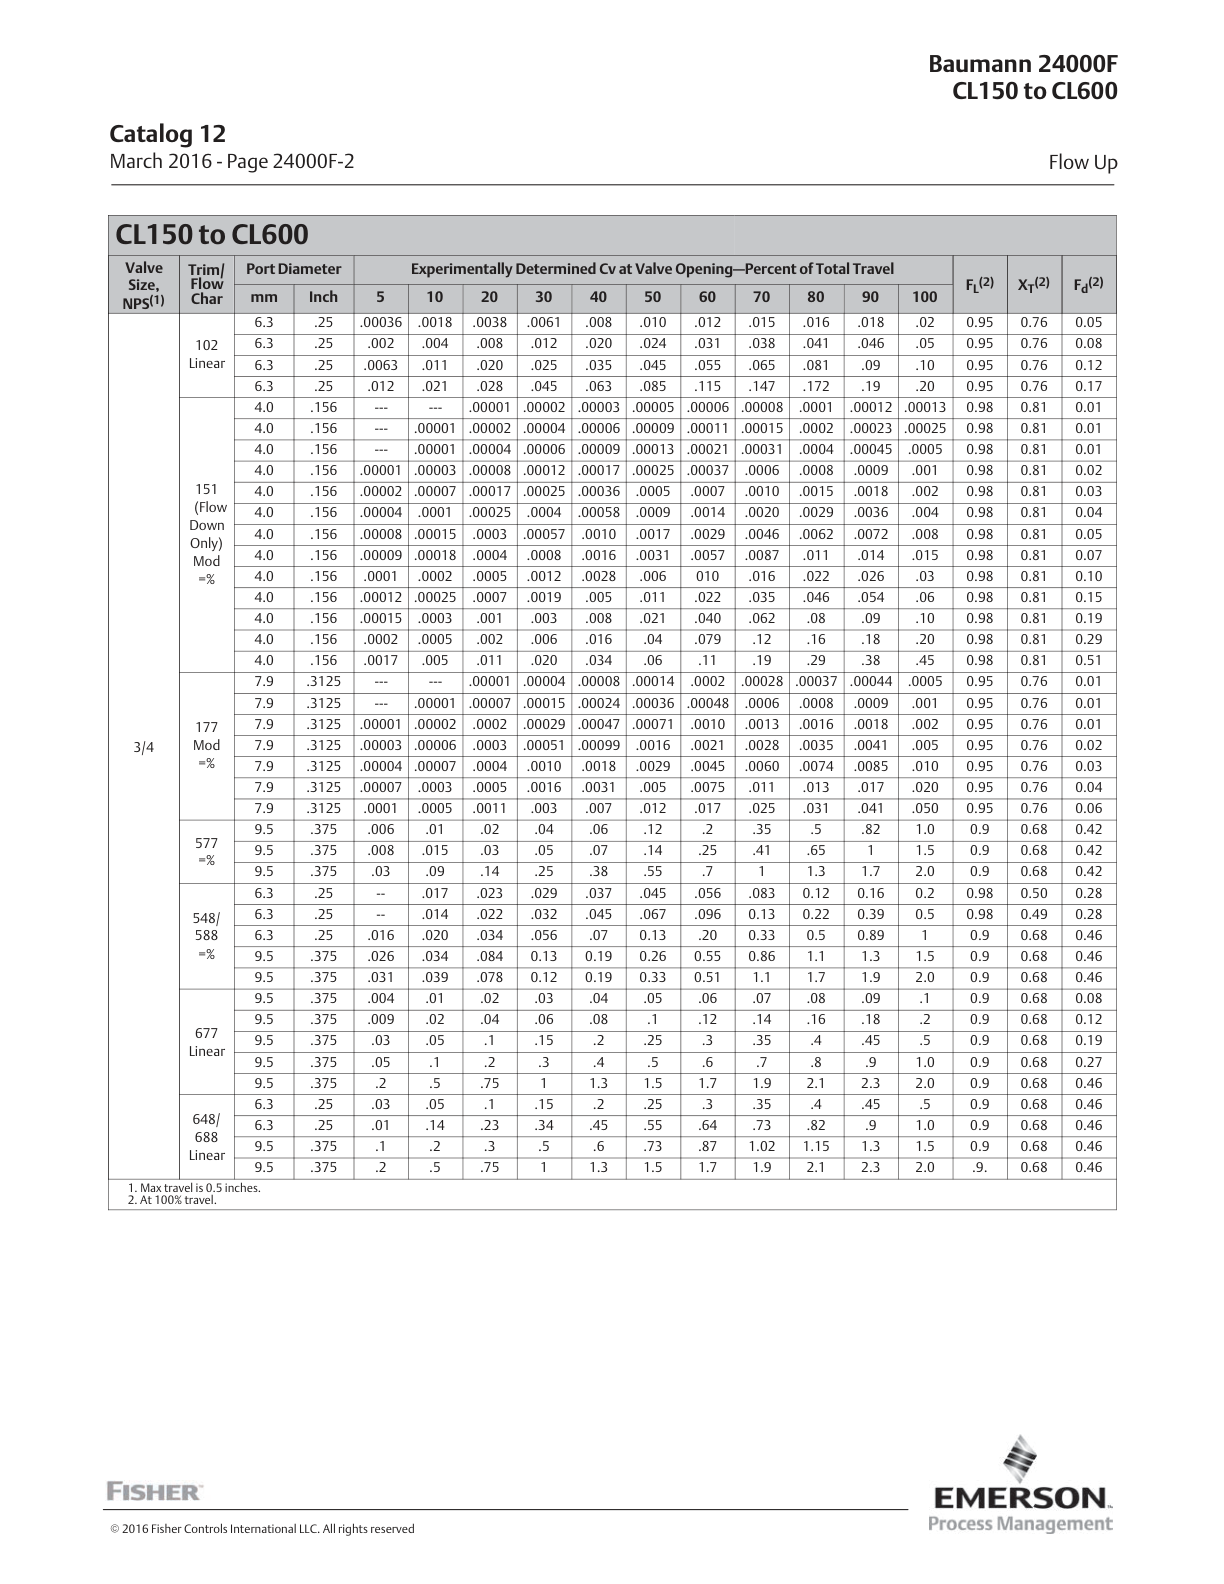 Baumann 24000F
CL150 to CL600
Catalog 12
March 2016 - Page 24000F-2 Flow Up
CL150 to CL600
Valve Size, NPS(1) Trim/ Flow Char Port Diameter Experimentally Determined Cv at Valve Opening—Percent of Total Travel FL(2) XT(2) Fd(2)
mm Inch 5 10 20 30 40 50 60 70 80 90 100
3/4
102 Linear
6.3 .25 .00036 .0018 .0038 .0061 .008 .010 .012 .015 .016 .018 .02 0.95 0.76 0.05
6.3 .25 .002 .004 .008 .012 .020 .024 .031 .038 .041 .046 .05 0.95 0.76 0.08
6.3 .25 .0063 .011 .020 .025 .035 .045 .055 .065 .081 .09 .10 0.95 0.76 0.12
6.3 .25 .012 .021 .028 .045 .063 .085 .115 .147 .172 .19 .20 0.95 0.76 0.17
151 (Flow Down Only) Mod =%
4.0 .156 --- --- .00001 .00002 .00003 .00005 .00006 .00008 .0001 .00012 .00013 0.98 0.81 0.01
4.0 .156 --- .00001 .00002 .00004 .00006 .00009 .00011 .00015 .0002 .00023 .00025 0.98 0.81 0.01
4.0 .156 --- .00001 .00004 .00006 .00009 .00013 .00021 .00031 .0004 .00045 .0005 0.98 0.81 0.01
4.0 .156 .00001 .00003 .00008 .00012 .00017 .00025 .00037 .0006 .0008 .0009 .001 0.98 0.81 0.02
4.0 .156 .00002 .00007 .00017 .00025 .00036 .0005 .0007 .0010 .0015 .0018 .002 0.98 0.81 0.03
4.0 .156 .00004 .0001 .00025 .0004 .00058 .0009 .0014 .0020 .0029 .0036 .004 0.98 0.81 0.04
4.0 .156 .00008 .00015 .0003 .00057 .0010 .0017 .0029 .0046 .0062 .0072 .008 0.98 0.81 0.05
4.0 .156 .00009 .00018 .0004 .0008 .0016 .0031 .0057 .0087 .011 .014 .015 0.98 0.81 0.07
4.0 .156 .0001 .0002 .0005 .0012 .0028 .006 010 .016 .022 .026 .03 0.98 0.81 0.10
4.0 .156 .00012 .00025 .0007 .0019 .005 .011 .022 .035 .046 .054 .06 0.98 0.81 0.15
4.0 .156 .00015 .0003 .001 .003 .008 .021 .040 .062 .08 .09 .10 0.98 0.81 0.19
4.0 .156 .0002 .0005 .002 .006 .016 .04 .079 .12 .16 .18 .20 0.98 0.81 0.29
4.0 .156 .0017 .005 .011 .020 .034 .06 .11 .19 .29 .38 .45 0.98 0.81 0.51
177 Mod =%
7.9 .3125 --- --- .00001 .00004 .00008 .00014 .0002 .00028 .00037 .00044 .0005 0.95 0.76 0.01
7.9 .3125 --- .00001 .00007 .00015 .00024 .00036 .00048 .0006 .0008 .0009 .001 0.95 0.76 0.01
7.9 .3125 .00001 .00002 .0002 .00029 .00047 .00071 .0010 .0013 .0016 .0018 .002 0.95 0.76 0.01
7.9 .3125 .00003 .00006 .0003 .00051 .00099 .0016 .0021 .0028 .0035 .0041 .005 0.95 0.76 0.02
7.9 .3125 .00004 .00007 .0004 .0010 .0018 .0029 .0045 .0060 .0074 .0085 .010 0.95 0.76 0.03
7.9 .3125 .00007 .0003 .0005 .0016 .0031 .005 .0075 .011 .013 .017 .020 0.95 0.76 0.04
7.9 .3125 .0001 .0005 .0011 .003 .007 .012 .017 .025 .031 .041 .050 0.95 0.76 0.06
577 =%
9.5 .375 .006 .01 .02 .04 .06 .12 .2 .35 .5 .82 1.0 0.9 0.68 0.42
9.5 .375 .008 .015 .03 .05 .07 .14 .25 .41 .65 1 1.5 0.9 0.68 0.42
9.5 .375 .03 .09 .14 .25 .38 .55 .7 1 1.3 1.7 2.0 0.9 0.68 0.42
548/ 588 =%
6.3 .25 -- .017 .023 .029 .037 .045 .056 .083 0.12 0.16 0.2 0.98 0.50 0.28
6.3 .25 -- .014 .022 .032 .045 .067 .096 0.13 0.22 0.39 0.5 0.98 0.49 0.28
6.3 .25 .016 .020 .034 .056 .07 0.13 .20 0.33 0.5 0.89 1 0.9 0.68 0.46
9.5 .375 .026 .034 .084 0.13 0.19 0.26 0.55 0.86 1.1 1.3 1.5 0.9 0.68 0.46
9.5 .375 .031 .039 .078 0.12 0.19 0.33 0.51 1.1 1.7 1.9 2.0 0.9 0.68 0.46
677 Linear
9.5 .375 .004 .01 .02 .03 .04 .05 .06 .07 .08 .09 .1 0.9 0.68 0.08
9.5 .375 .009 .02 .04 .06 .08 .1 .12 .14 .16 .18 .2 0.9 0.68 0.12
9.5 .375 .03 .05 .1 .15 .2 .25 .3 .35 .4 .45 .5 0.9 0.68 0.19
9.5 .375 .05 .1 .2 .3 .4 .5 .6 .7 .8 .9 1.0 0.9 0.68 0.27
9.5 .375 .2 .5 .75 1 1.3 1.5 1.7 1.9 2.1 2.3 2.0 0.9 0.68 0.46
648/ 688 Linear
6.3 .25 .03 .05 .1 .15 .2 .25 .3 .35 .4 .45 .5 0.9 0.68 0.46
6.3 .25 .01 .14 .23 .34 .45 .55 .64 .73 .82 .9 1.0 0.9 0.68 0.46
9.5 .375 .1 .2 .3 .5 .6 .73 .87 1.02 1.15 1.3 1.5 0.9 0.68 0.46
9.5 .375 .2 .5 .75 1 1.3 1.5 1.7 1.9 2.1 2.3 2.0 .9. 0.68 0.46
1. Max travel is 0.5 inches.
2. At 100% travel.
FISHER™
EMERSON™
Process Management
© 2016 Fisher Controls International LLC. All rights reserved